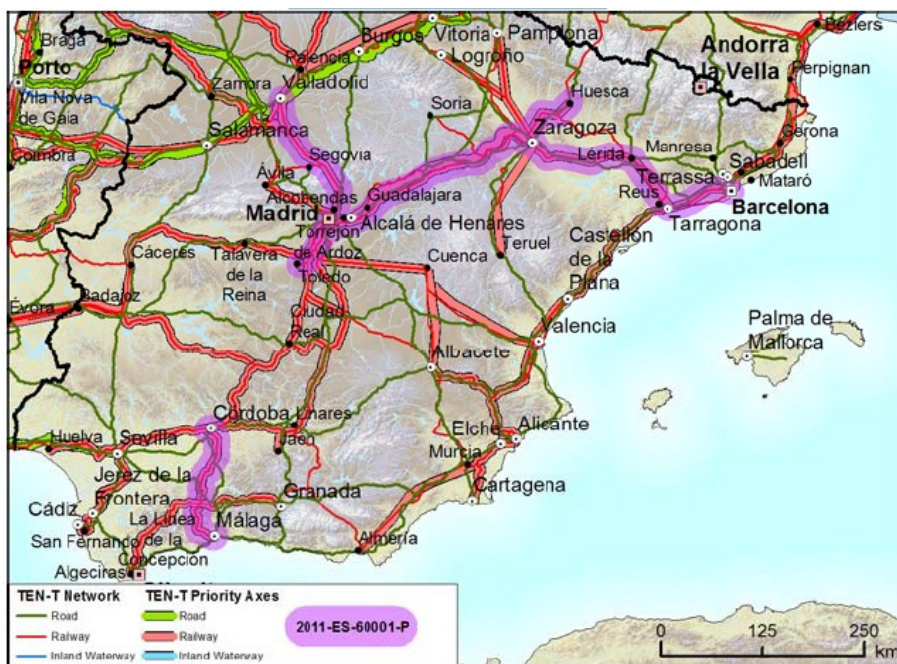 Braga
Porto
Vila Nova
de Gaia
Coimbra
Palencia
Burgos
Vitoria
Logroño
Pamplona
Andorra
la Vella
Béziers
Perpignan
Zamora
Valladolid
Soria
Huesca
Zaragoza
Gerona
Salamanca
Segovia
Lérida
Manresa
Sabadell
Terrassa
Mataró
Ávila
Alcobendas
Guadalajara
Reus
Barcelona
Madrid
Alcalá de Henares
Tarragona
Torrejón
de Ardoz
Teruel
Castellón
de la
Plana
Cáceres
Talavera
de la
Reina
Toledo
Cuenca
Évora
Badajoz
Ciudad
Real
Valencia
Palma de
Mallorca
Albacete
Córdoba
Linares
Huelva
Sevilla
Jaén
Elche
Alicante
Murcia
Jerez de la
Frontera
Granada
Cartagena
Cádiz
La Línea
de la
Concepción
Málaga
San Fernando
Almería
Algeciras
TEN-T Network
Road
Railway
Inland Waterway
TEN-T Priority Axes
Road
Railway
Inland Waterway
2011-ES-60001-P
0 125 250
km